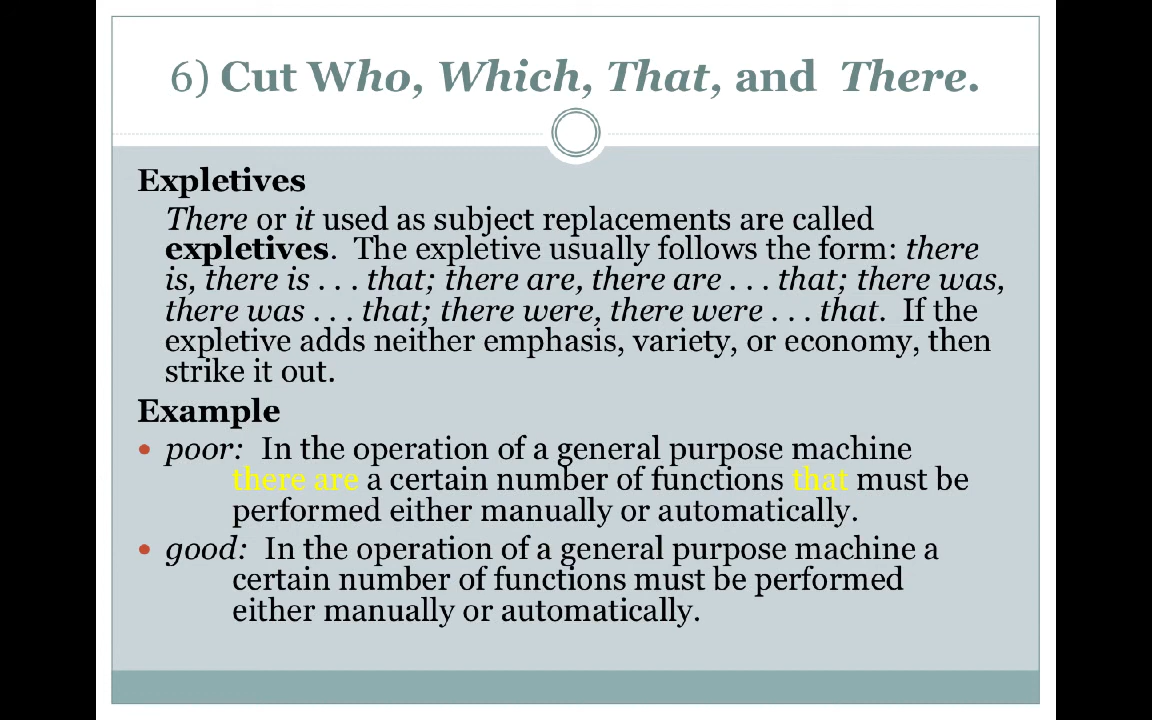 6) Cut Who, Which, That, and There.
Expletives
There or it used as subject replacements are called
expletives. The expletive usually follows the form: there
is, there is . . . that; there are, there are . . . that; there was,
there was . . . that; there were, there were . . . that. If the
expletive adds neither emphasis, variety, or economy, then
strike it out.
Example
• poor: In the operation of a general purpose machine
there are a certain number of functions that must be
performed either manually or automatically.
• good: In the operation of a general purpose machine a
certain number of functions must be performed
either manually or automatically.